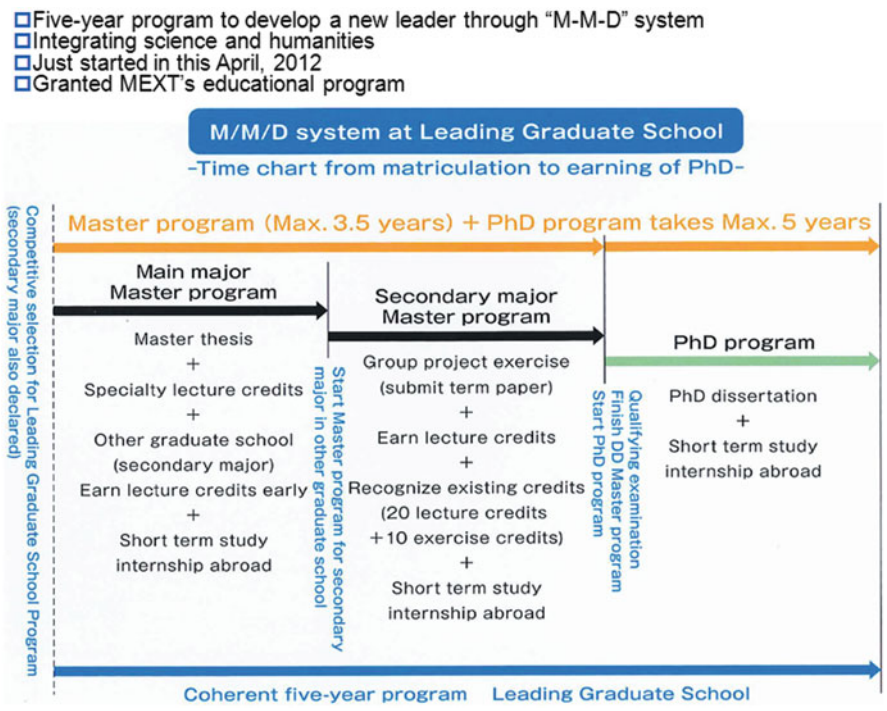 Five-year program to develop a new leader through “M-M-D” system
Integrating science and humanities
Just started in this April, 2012
Granted MEXT’s educational program
M/M/D system at Leading Graduate School
-Time chart from matriculation to earning of PhD-
Competitive selection for Leading Graduate School Program
(secondary major also declared)
Master program (Max. 3.5 years) + PhD program takes Max. 5 years
Main major
Master program
Master thesis
+
Specialty lecture credits
+
Other graduate school
(secondary major)
Earn lecture credits early
+
Short term study
internship abroad
Start Master program for secondary
major in other graduate school
Secondary major
Master program
Group project exercise
(submit term paper)
+
Earn lecture credits
+
Recognize existing credits
(20 lecture credits
+10 exercise credits)
+
Short term study
internship abroad
Qualifying examination
Finish DD Master program
Start PhD program
PhD program
PhD dissertation
+
Short term study
internship abroad
Coherent five-year program Leading Graduate School